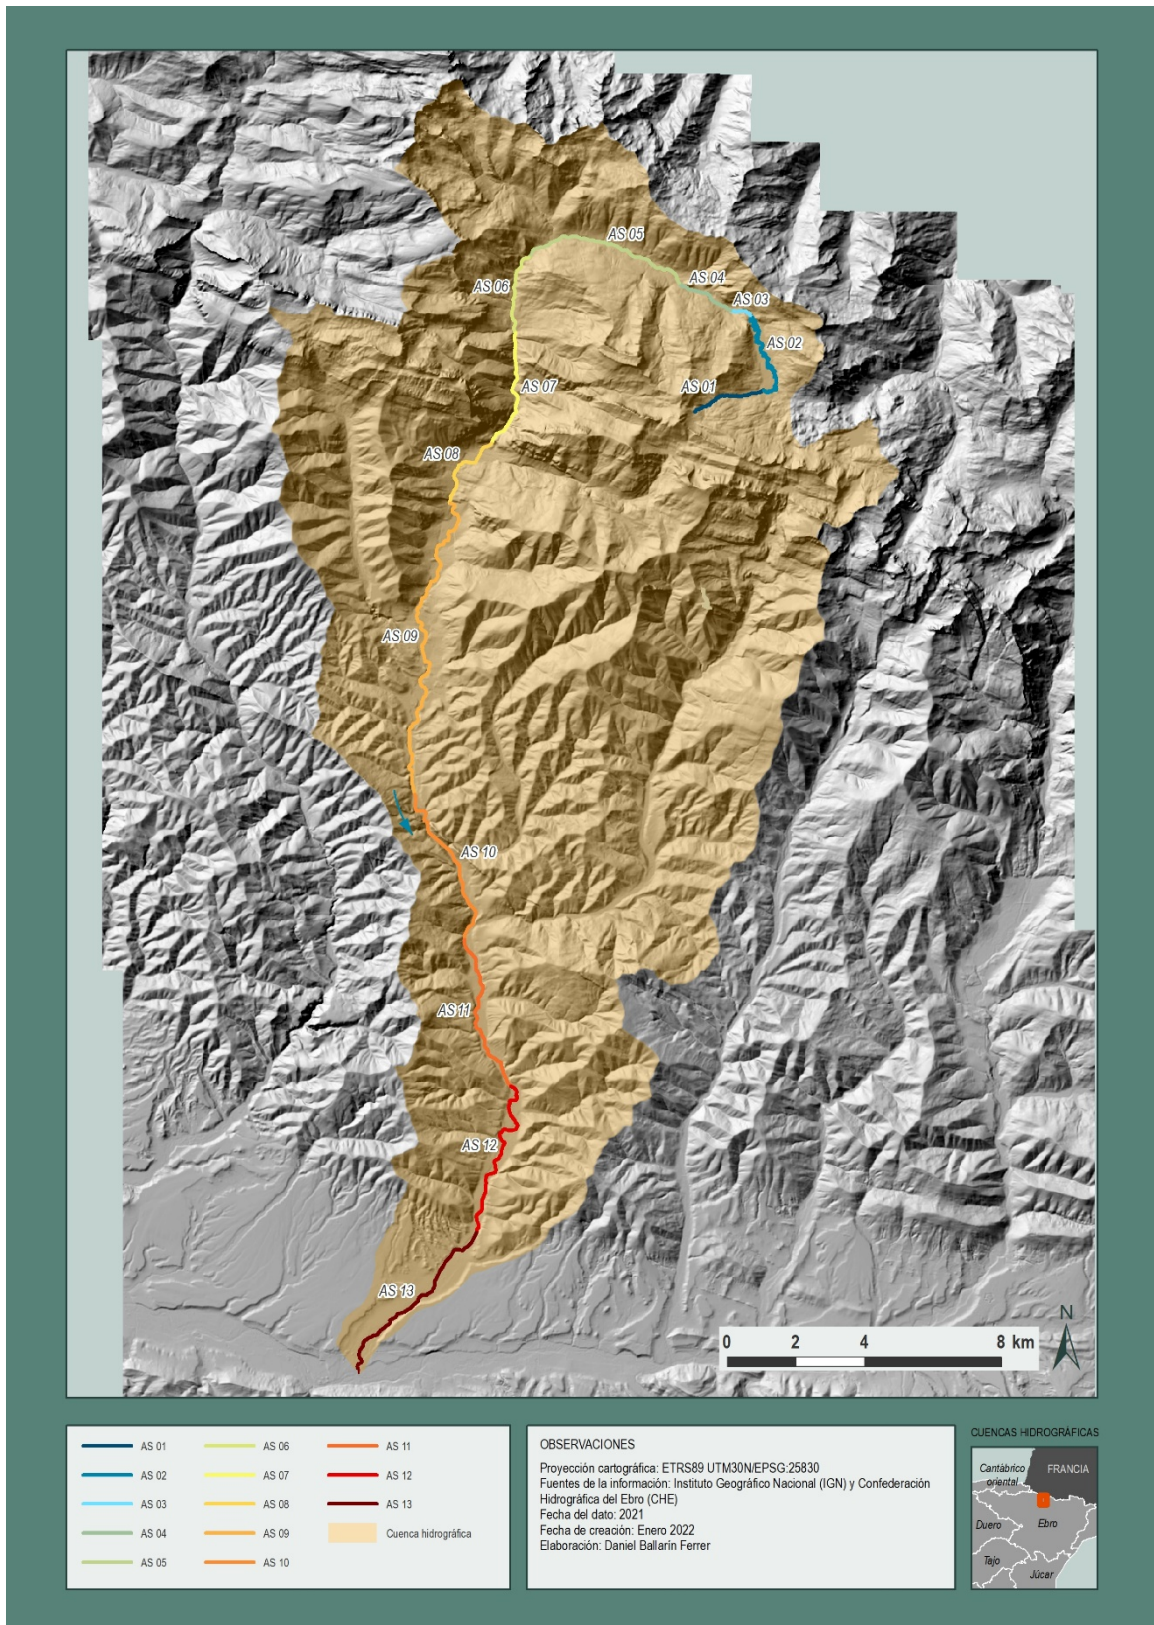 AS 05
AS 06
AS 04
AS 03
AS 02
AS 07
AS 01
AS 08
AS 09
AS 10
AS 11
AS 12
AS 13
N
0 2 4 8 km
AS 01 AS 06 AS 11
AS 02 AS 07 AS 12
AS 03 AS 08 AS 13
AS 04 AS 09 Cuenca hidrográfica
AS 05 AS 10
OBSERVACIONES
Proyección cartográfica: ETRS89 UTM30N/EPSG:25830
Fuentes de la información: Instituto Geográfico Nacional (IGN) y Confederación
Hidrográfica del Ebro (CHE)
Fecha del dato: 2021
Fecha de creación: Enero 2022
Elaboración: Daniel Ballarín Ferrer
CUENCAS HIDROGRÁFICAS
Cantábrico
oriental
FRANCIA
Duero
Ebro
Tajo
Júcar